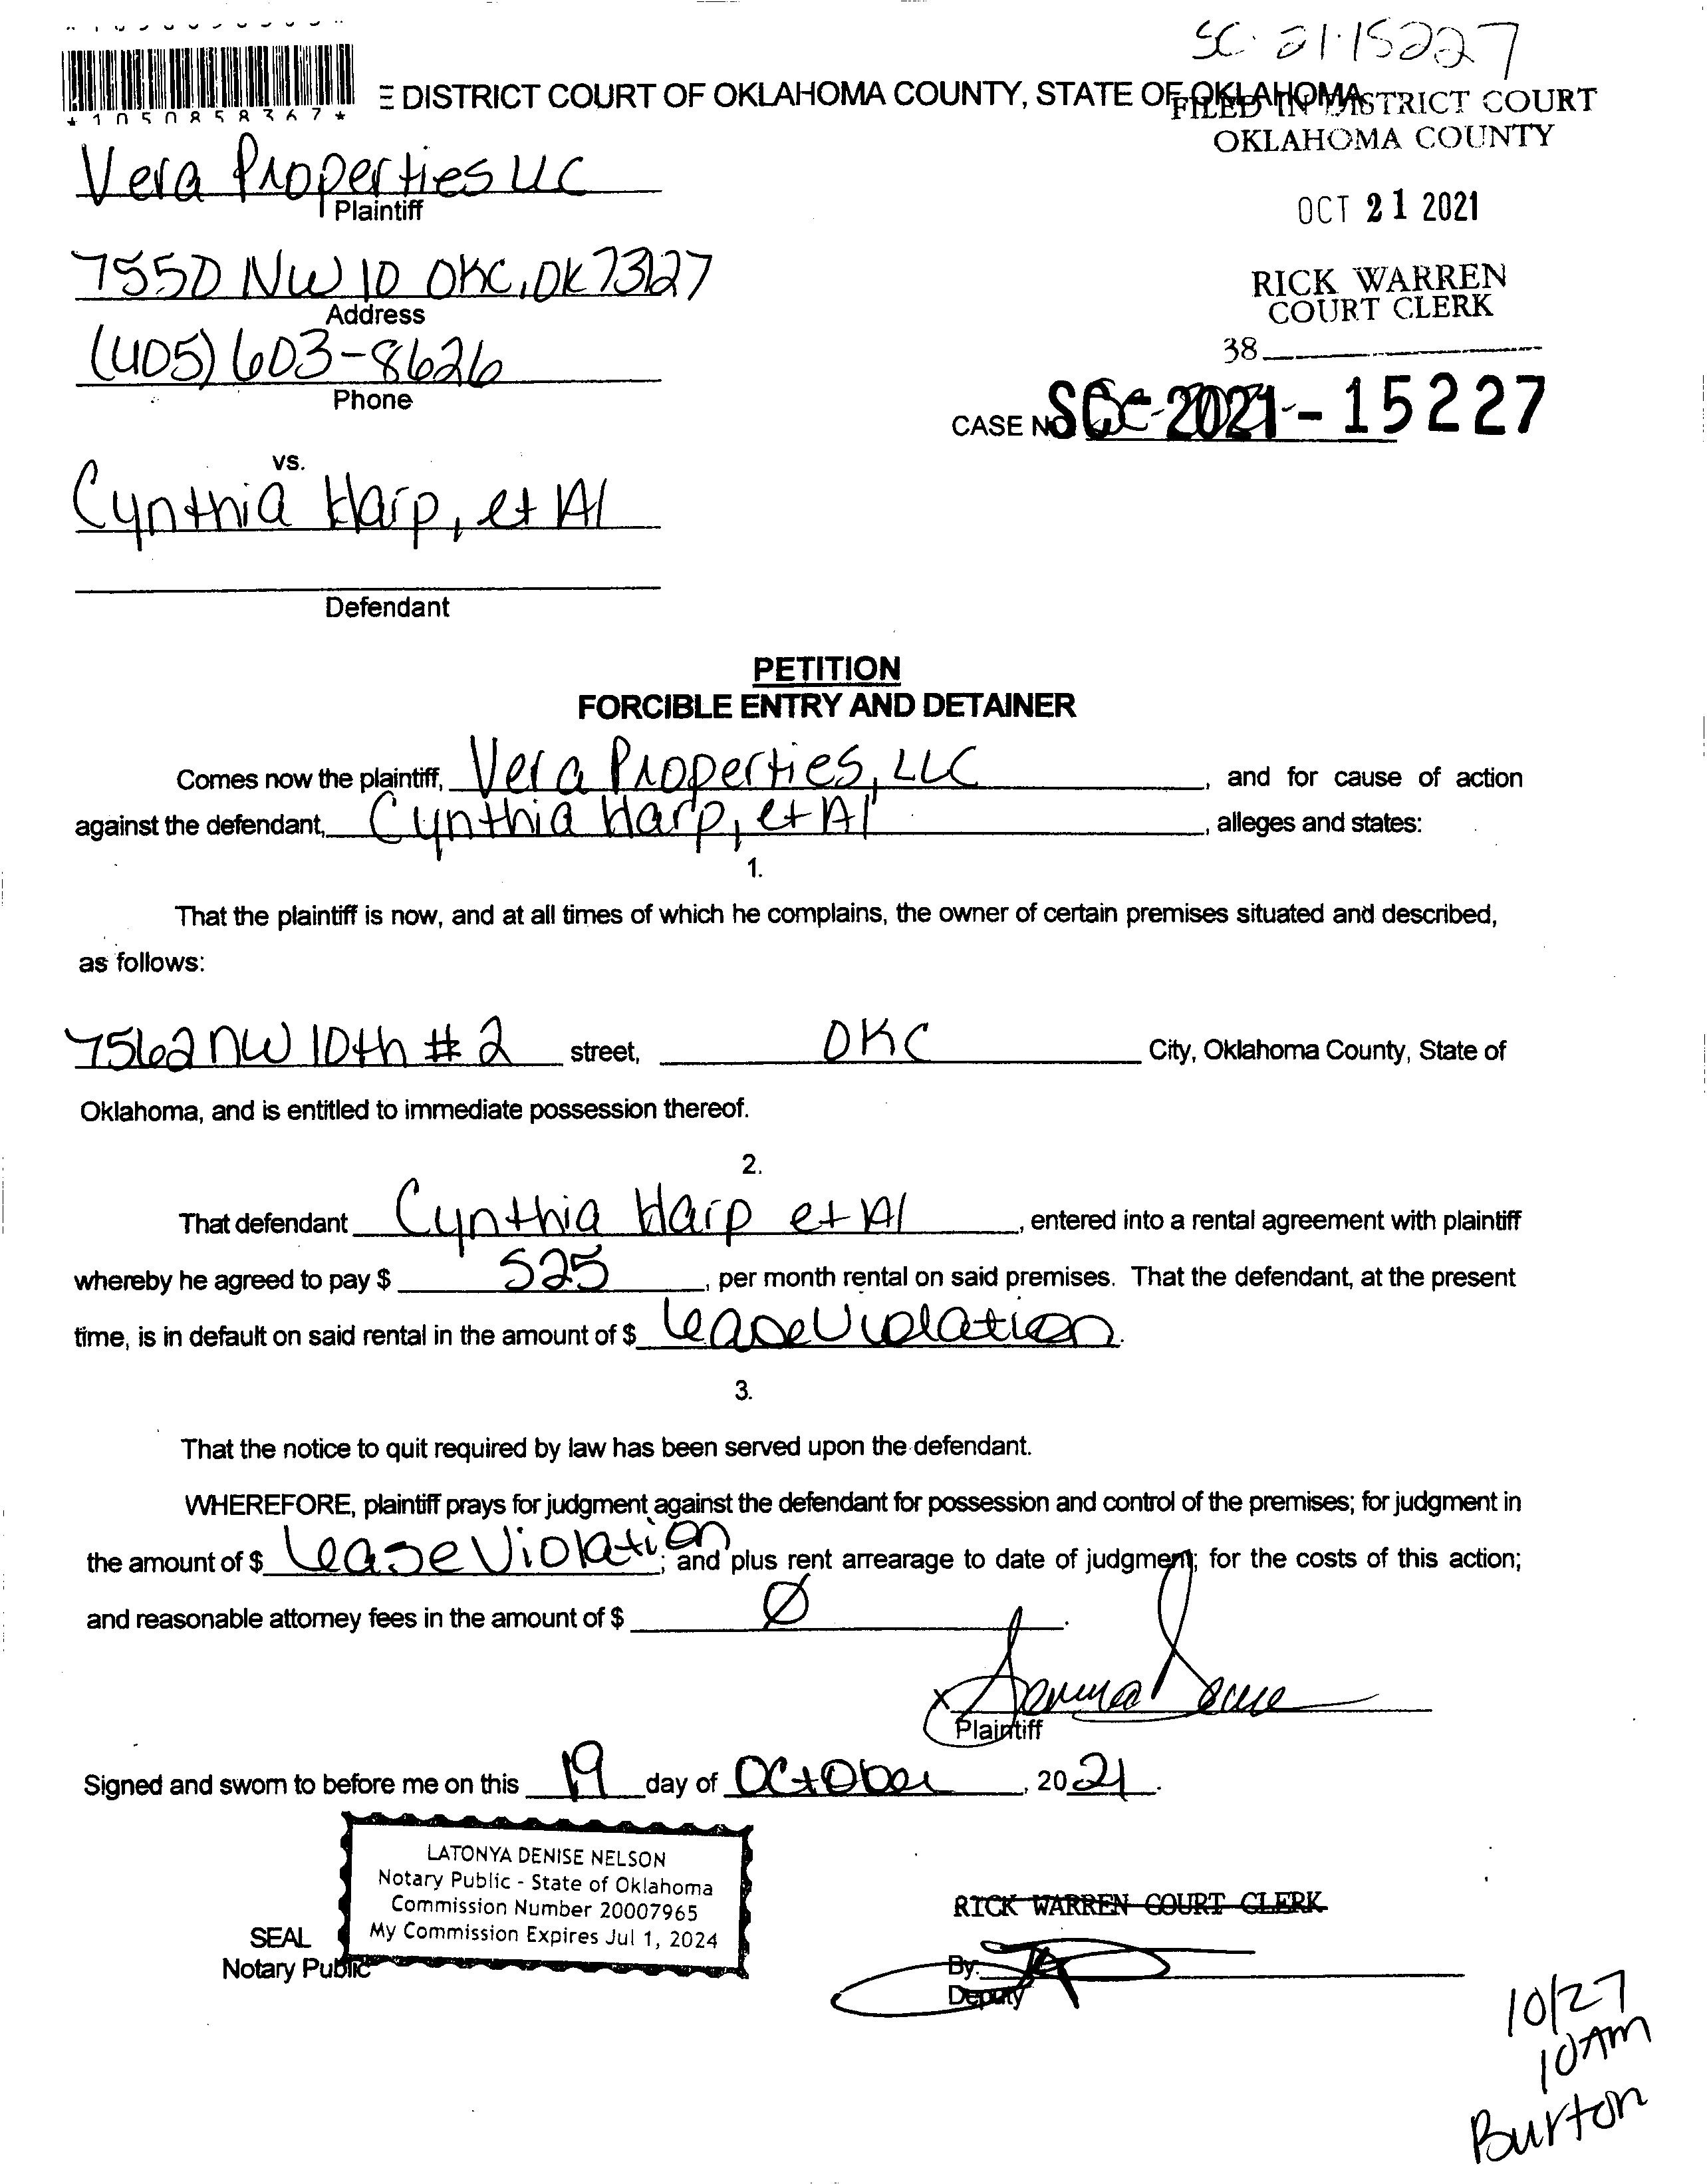 SC-21-15227
*1050858367*
E DISTRICT COURT OF OKLAHOMA COUNTY, STATE OF OKLAHOMA
FILED IN DISTRICT COURT
OKLAHOMA COUNTY
Vera Properties LLC
Plaintiff
OCT 21 2021
7550 NW 10 OKC, OK 73127
Address
RICK WARREN
COURT CLERK
(405) 603-8626
Phone
38
CASE NO. SC-2021-15227
vs.
Cynthia Harp, et Al
Defendant
PETITION
FORCIBLE ENTRY AND DETAINER
Comes now the plaintiff, Vera Properties, LLC, and for cause of action
against the defendant, Cynthia Harp, et Al, alleges and states:
1.
That the plaintiff is now, and at all times of which he complains, the owner of certain premises situated and described,
as follows:
7562 NW 10th # 2 street, OKC City, Oklahoma County, State of
Oklahoma, and is entitled to immediate possession thereof.
2.
That defendant Cynthia Harp et Al, entered into a rental agreement with plaintiff
whereby he agreed to pay $ 525, per month rental on said premises. That the defendant, at the present
time, is in default on said rental in the amount of $ Lease Violation.
3.
That the notice to quit required by law has been served upon the defendant.
WHEREFORE, plaintiff prays for judgment against the defendant for possession and control of the premises; for judgment in
the amount of $ Lease Violation; and plus rent arrearage to date of judgment; for the costs of this action;
and reasonable attorney fees in the amount of $ Ø.
X
Plaintiff
Signed and sworn to before me on this 19 day of October, 2021.
LATONYA DENISE NELSON
Notary Public - State of Oklahoma
Commission Number 20007965
My Commission Expires Jul 1, 2024
SEAL
Notary Public
RICK WARREN COURT CLERK
By:
Deputy
10/27
10AM
Burton